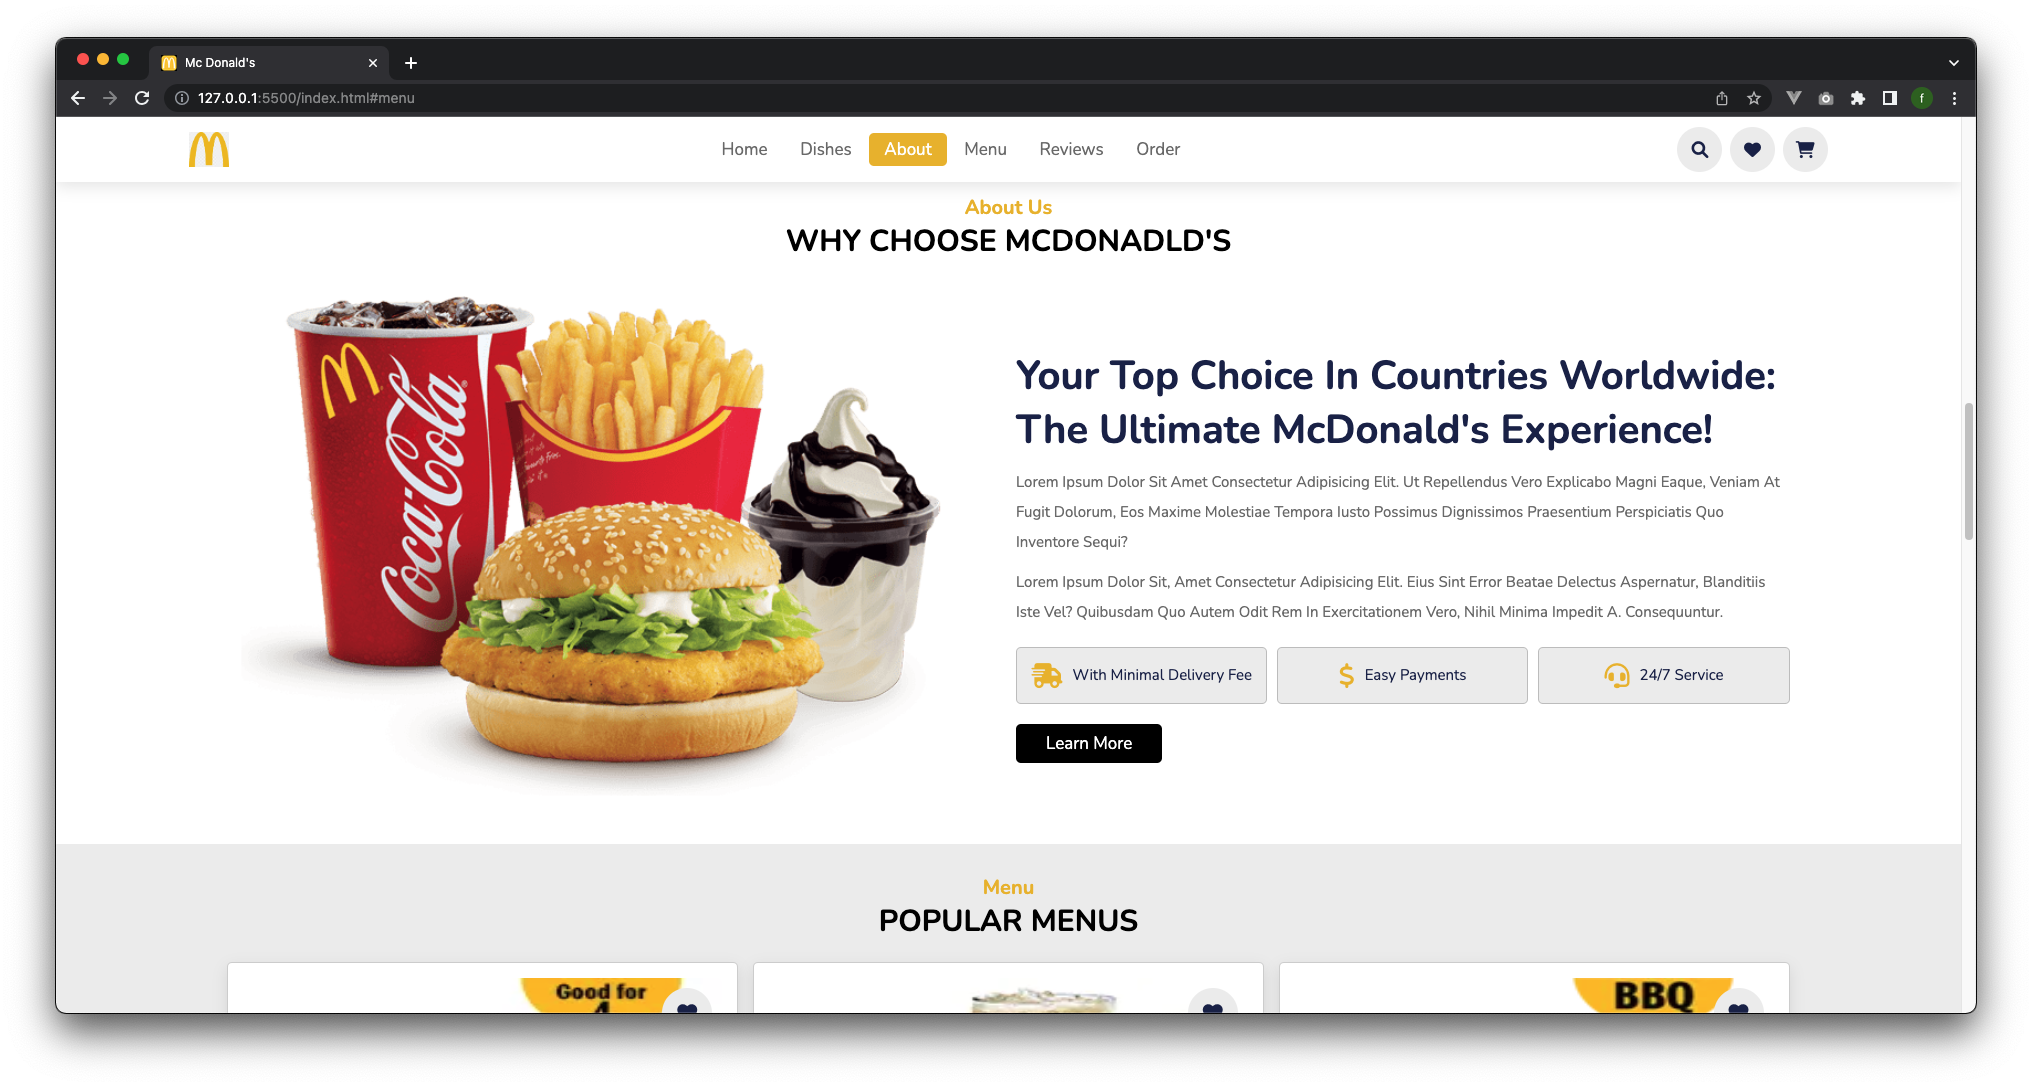 Mc Donald's
127.0.0.1:5500/index.html#menu
f
Home Dishes About Menu Reviews Order
About Us
WHY CHOOSE MCDONADLD'S
Coca-Cola
Your Top Choice In Countries Worldwide:
The Ultimate McDonald's Experience!
Lorem Ipsum Dolor Sit Amet Consectetur Adipisicing Elit. Ut Repellendus Vero Explicabo Magni Eaque, Veniam At
Fugit Dolorum, Eos Maxime Molestiae Tempora Iusto Possimus Dignissimos Praesentium Perspiciatis Quo
Inventore Sequi?
Lorem Ipsum Dolor Sit, Amet Consectetur Adipisicing Elit. Eius Sint Error Beatae Delectus Aspernatur, Blanditiis
Iste Vel? Quibusdam Quo Autem Odit Rem In Exercitationem Vero, Nihil Minima Impedit A. Consequuntur.
With Minimal Delivery Fee
Easy Payments
24/7 Service
Learn More
Menu
POPULAR MENUS
Good for
4
BBQ